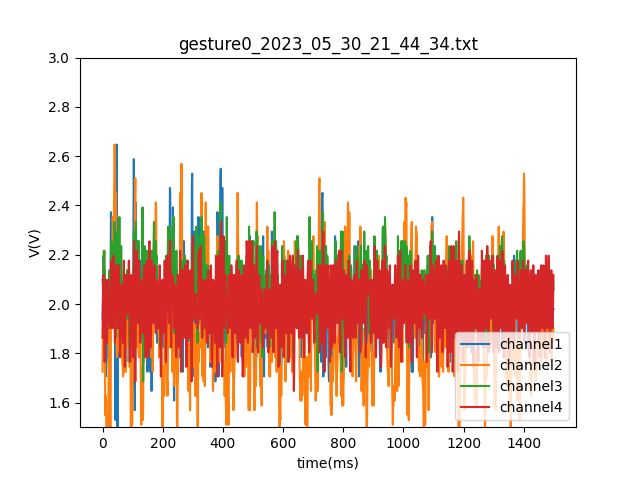 gesture0_2023_05_30_21_44_34.txt
3.0
2.8
2.6
2.4
2.2
2.0
1.8
1.6
V(V)
channel1
channel2
channel3
channel4
0 200 400 600 800 1000 1200 1400
time(ms)